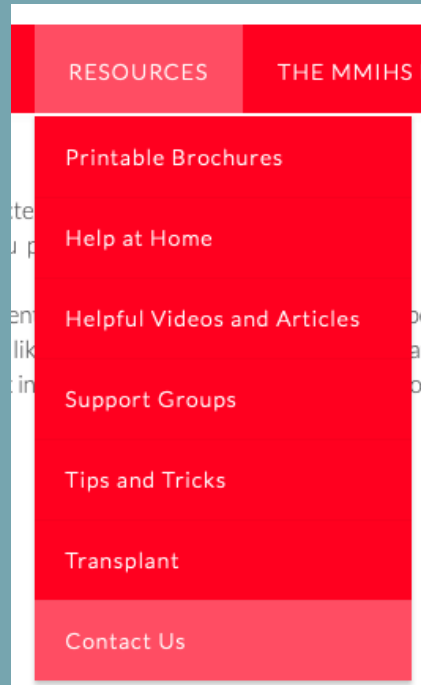 RESOURCES THE MMIHS
Printable Brochures
Help at Home
Helpful Videos and Articles
Support Groups
Tips and Tricks
Transplant
Contact Us